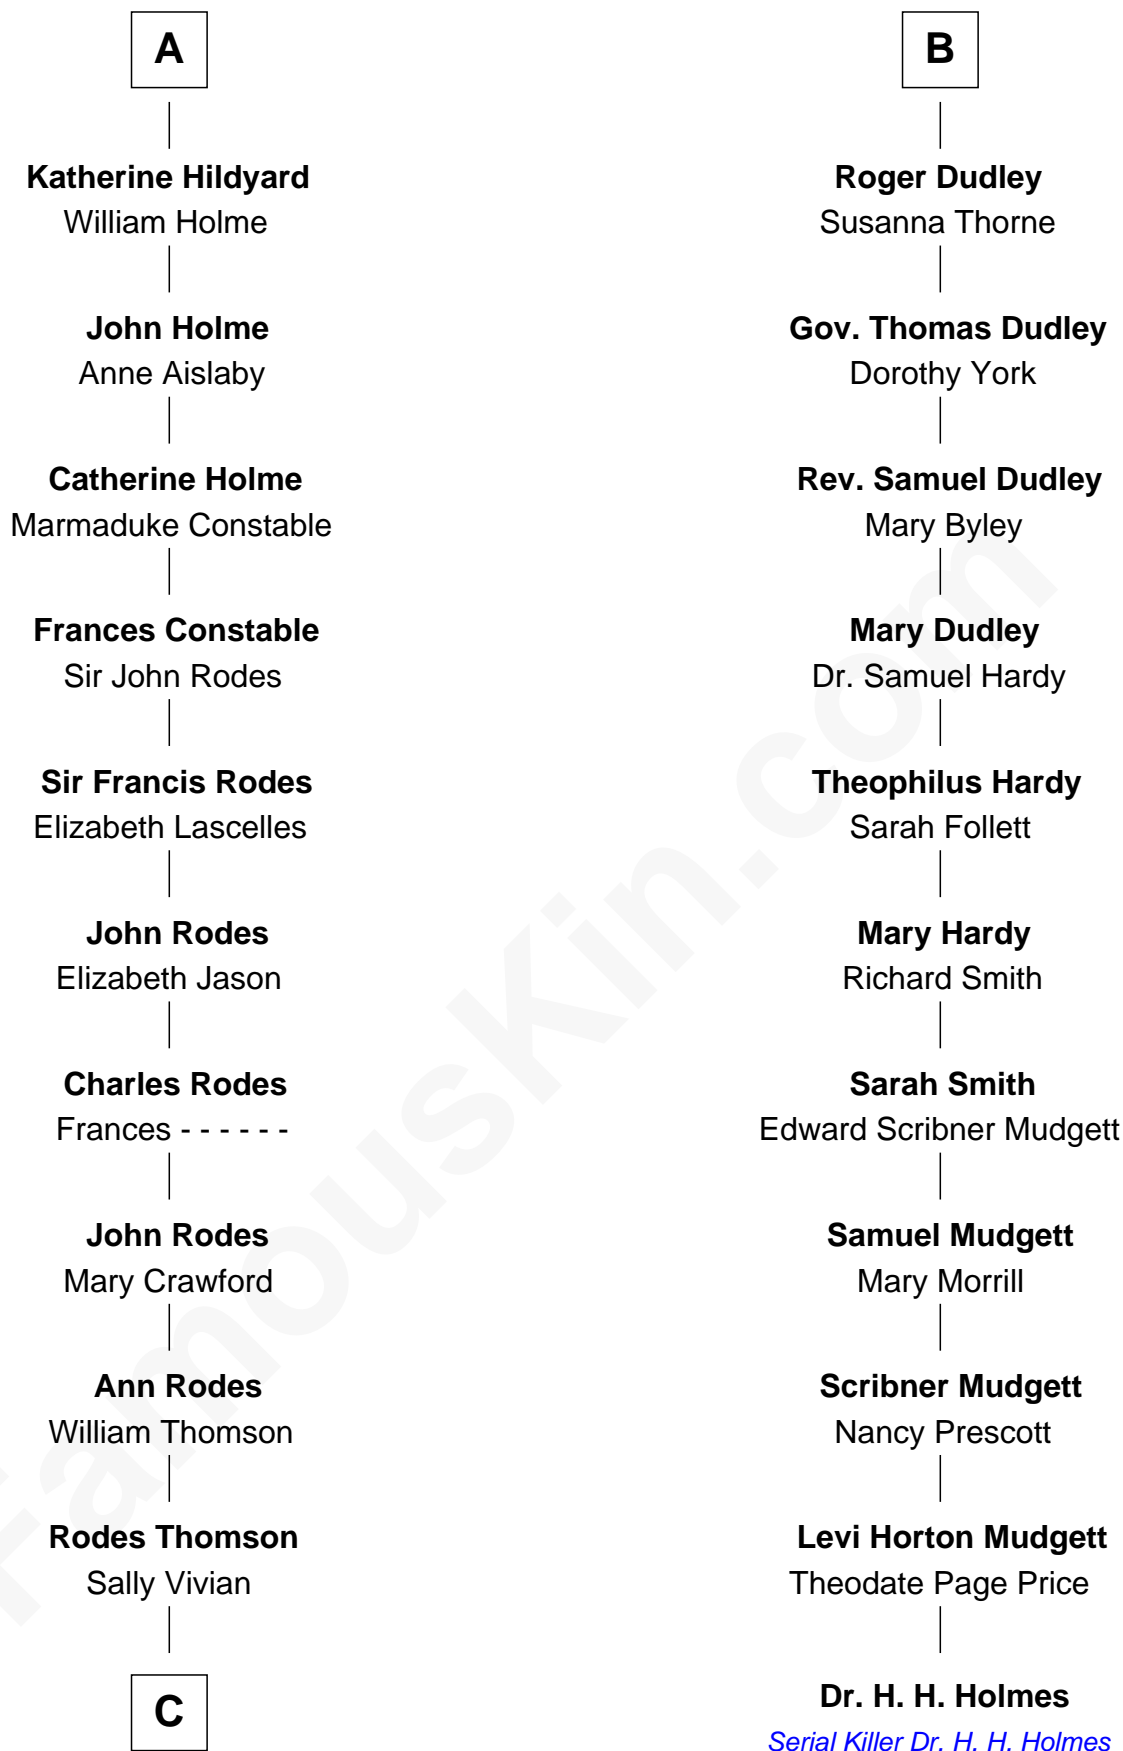 A
Katherine Hildyard
William Holme
John Holme
Anne Aislaby
Catherine Holme
Marmaduke Constable
Frances Constable
Sir John Rodes
Sir Francis Rodes
Elizabeth Lascelles
John Rodes
Elizabeth Jason
Charles Rodes
Frances - - - - - -
John Rodes
Mary Crawford
Ann Rodes
William Thomson
Rodes Thomson
Sally Vivian
C
B
Roger Dudley
Susanna Thorne
Gov. Thomas Dudley
Dorothy York
Rev. Samuel Dudley
Mary Byley
Mary Dudley
Dr. Samuel Hardy
Theophilus Hardy
Sarah Follett
Mary Hardy
Richard Smith
Sarah Smith
Edward Scribner Mudgett
Samuel Mudgett
Mary Morrill
Scribner Mudgett
Nancy Prescott
Levi Horton Mudgett
Theodate Page Price
Dr. H. H. Holmes
Serial Killer Dr. H. H. Holmes
FamousKin.com